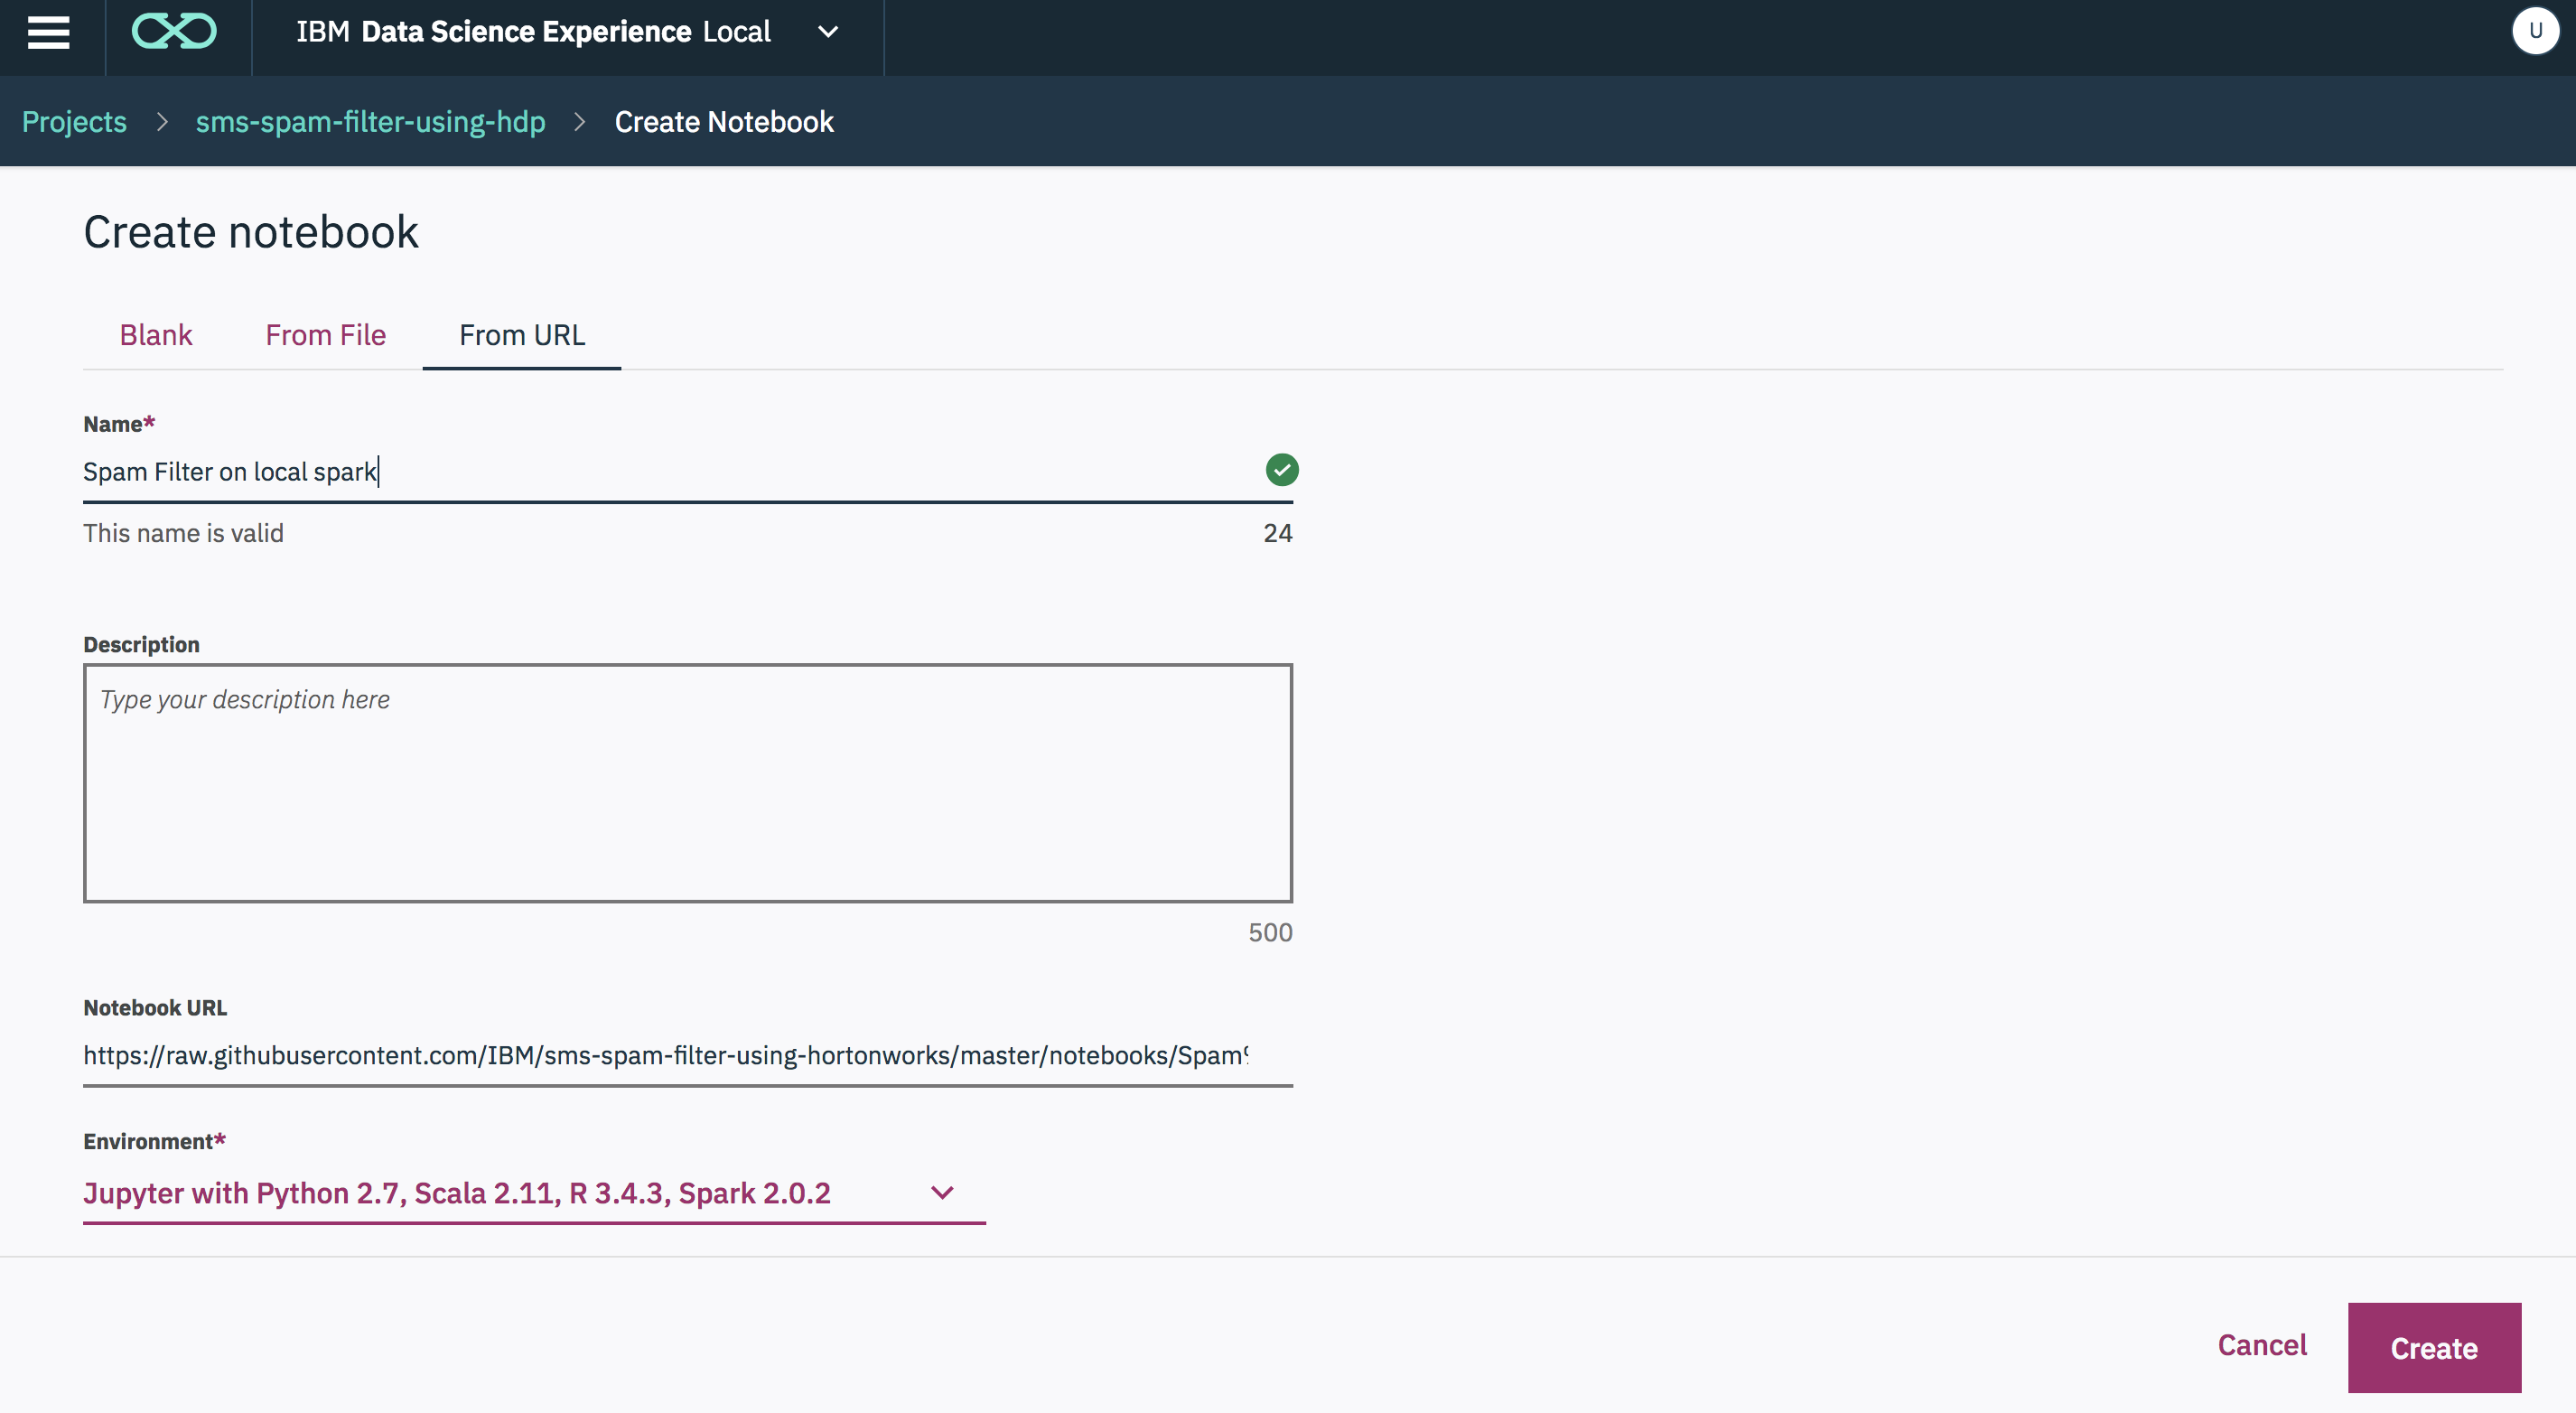 IBM Data Science Experience Local
U
Projects > sms-spam-filter-using-hdp > Create Notebook
Create notebook
Blank From File From URL
Name*
Spam Filter on local spark
This name is valid 24
Description
Type your description here
500
Notebook URL
https://raw.githubusercontent.com/IBM/sms-spam-filter-using-hortonworks/master/notebooks/Spam
Environment*
Jupyter with Python 2.7, Scala 2.11, R 3.4.3, Spark 2.0.2
Cancel Create